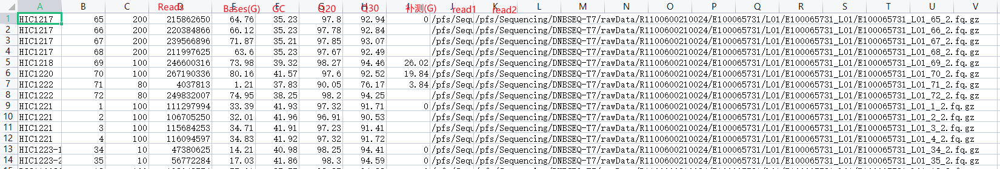 A B C D E F G H I J K L M N O P Q R S T U V
Reads Bases(G) GC Q20 Q30 补测(G) read1 read2
1 HIC1217 65 200 215862650 64.76 35.23 97.8 92.94 0 /pfs/Sequ /pfs/Sequencing/DNBSEQ-T7/rawData/R1100600210024/E100065731/L01/E100065731_L01/E100065731_L01_65_2.fq.gz
2 HIC1217 66 200 220384866 66.12 35.23 97.78 92.84 /pfs/Sequ /pfs/Sequencing/DNBSEQ-T7/rawData/R1100600210024/E100065731/L01/E100065731_L01/E100065731_L01_66_2.fq.gz
3 HIC1217 67 200 239566896 71.87 35.21 97.85 93.07 /pfs/Sequ /pfs/Sequencing/DNBSEQ-T7/rawData/R1100600210024/E100065731/L01/E100065731_L01/E100065731_L01_67_2.fq.gz
4 HIC1217 68 200 211997625 63.6 35.23 97.67 92.49 /pfs/Sequ /pfs/Sequencing/DNBSEQ-T7/rawData/R1100600210024/E100065731/L01/E100065731_L01/E100065731_L01_68_2.fq.gz
5 HIC1218 69 100 246600316 73.98 39.32 98.27 94.46 26.02 /pfs/Sequ /pfs/Sequencing/DNBSEQ-T7/rawData/R1100600210024/E100065731/L01/E100065731_L01/E100065731_L01_69_2.fq.gz
6 HIC1220 70 100 267190336 80.16 41.57 97.6 92.52 19.84 /pfs/Sequ /pfs/Sequencing/DNBSEQ-T7/rawData/R1100600210024/E100065731/L01/E100065731_L01/E100065731_L01_70_2.fq.gz
7 HIC1222 71 80 4037813 1.21 37.83 90.05 76.17 3.84 /pfs/Sequ /pfs/Sequencing/DNBSEQ-T7/rawData/R1100600210024/E100065731/L01/E100065731_L01/E100065731_L01_71_2.fq.gz
8 HIC1222 72 80 249832007 74.95 38.25 98.2 94.25 /pfs/Sequ /pfs/Sequencing/DNBSEQ-T7/rawData/R1100600210024/E100065731/L01/E100065731_L01/E100065731_L01_72_2.fq.gz
9 HIC1221 1 100 111297994 33.39 41.93 97.32 91.71 0 /pfs/Sequ /pfs/Sequencing/DNBSEQ-T7/rawData/R1100600210024/E100065731/L01/E100065731_L01/E100065731_L01_1_2.fq.gz
10 HIC1221 2 100 106705250 32.01 41.96 96.91 90.53 /pfs/Sequ /pfs/Sequencing/DNBSEQ-T7/rawData/R1100600210024/E100065731/L01/E100065731_L01/E100065731_L01_2_2.fq.gz
11 HIC1221 3 100 115684253 34.71 41.91 97.23 91.41 /pfs/Sequ /pfs/Sequencing/DNBSEQ-T7/rawData/R1100600210024/E100065731/L01/E100065731_L01/E100065731_L01_3_2.fq.gz
12 HIC1221 4 100 116094597 34.83 41.92 97.32 91.72 /pfs/Sequ /pfs/Sequencing/DNBSEQ-T7/rawData/R1100600210024/E100065731/L01/E100065731_L01/E100065731_L01_4_2.fq.gz
13 HIC1223-1 34 10 47380625 14.21 40.98 98.25 94.41 0 /pfs/Sequ /pfs/Sequencing/DNBSEQ-T7/rawData/R1100600210024/E100065731/L01/E100065731_L01/E100065731_L01_34_2.fq.gz
14 HIC1223-2 35 10 56772284 17.03 41.86 98.3 94.59 0 /pfs/Sequ /pfs/Sequencing/DNBSEQ-T7/rawData/R1100600210024/E100065731/L01/E100065731_L01/E100065731_L01_35_2.fq.gz